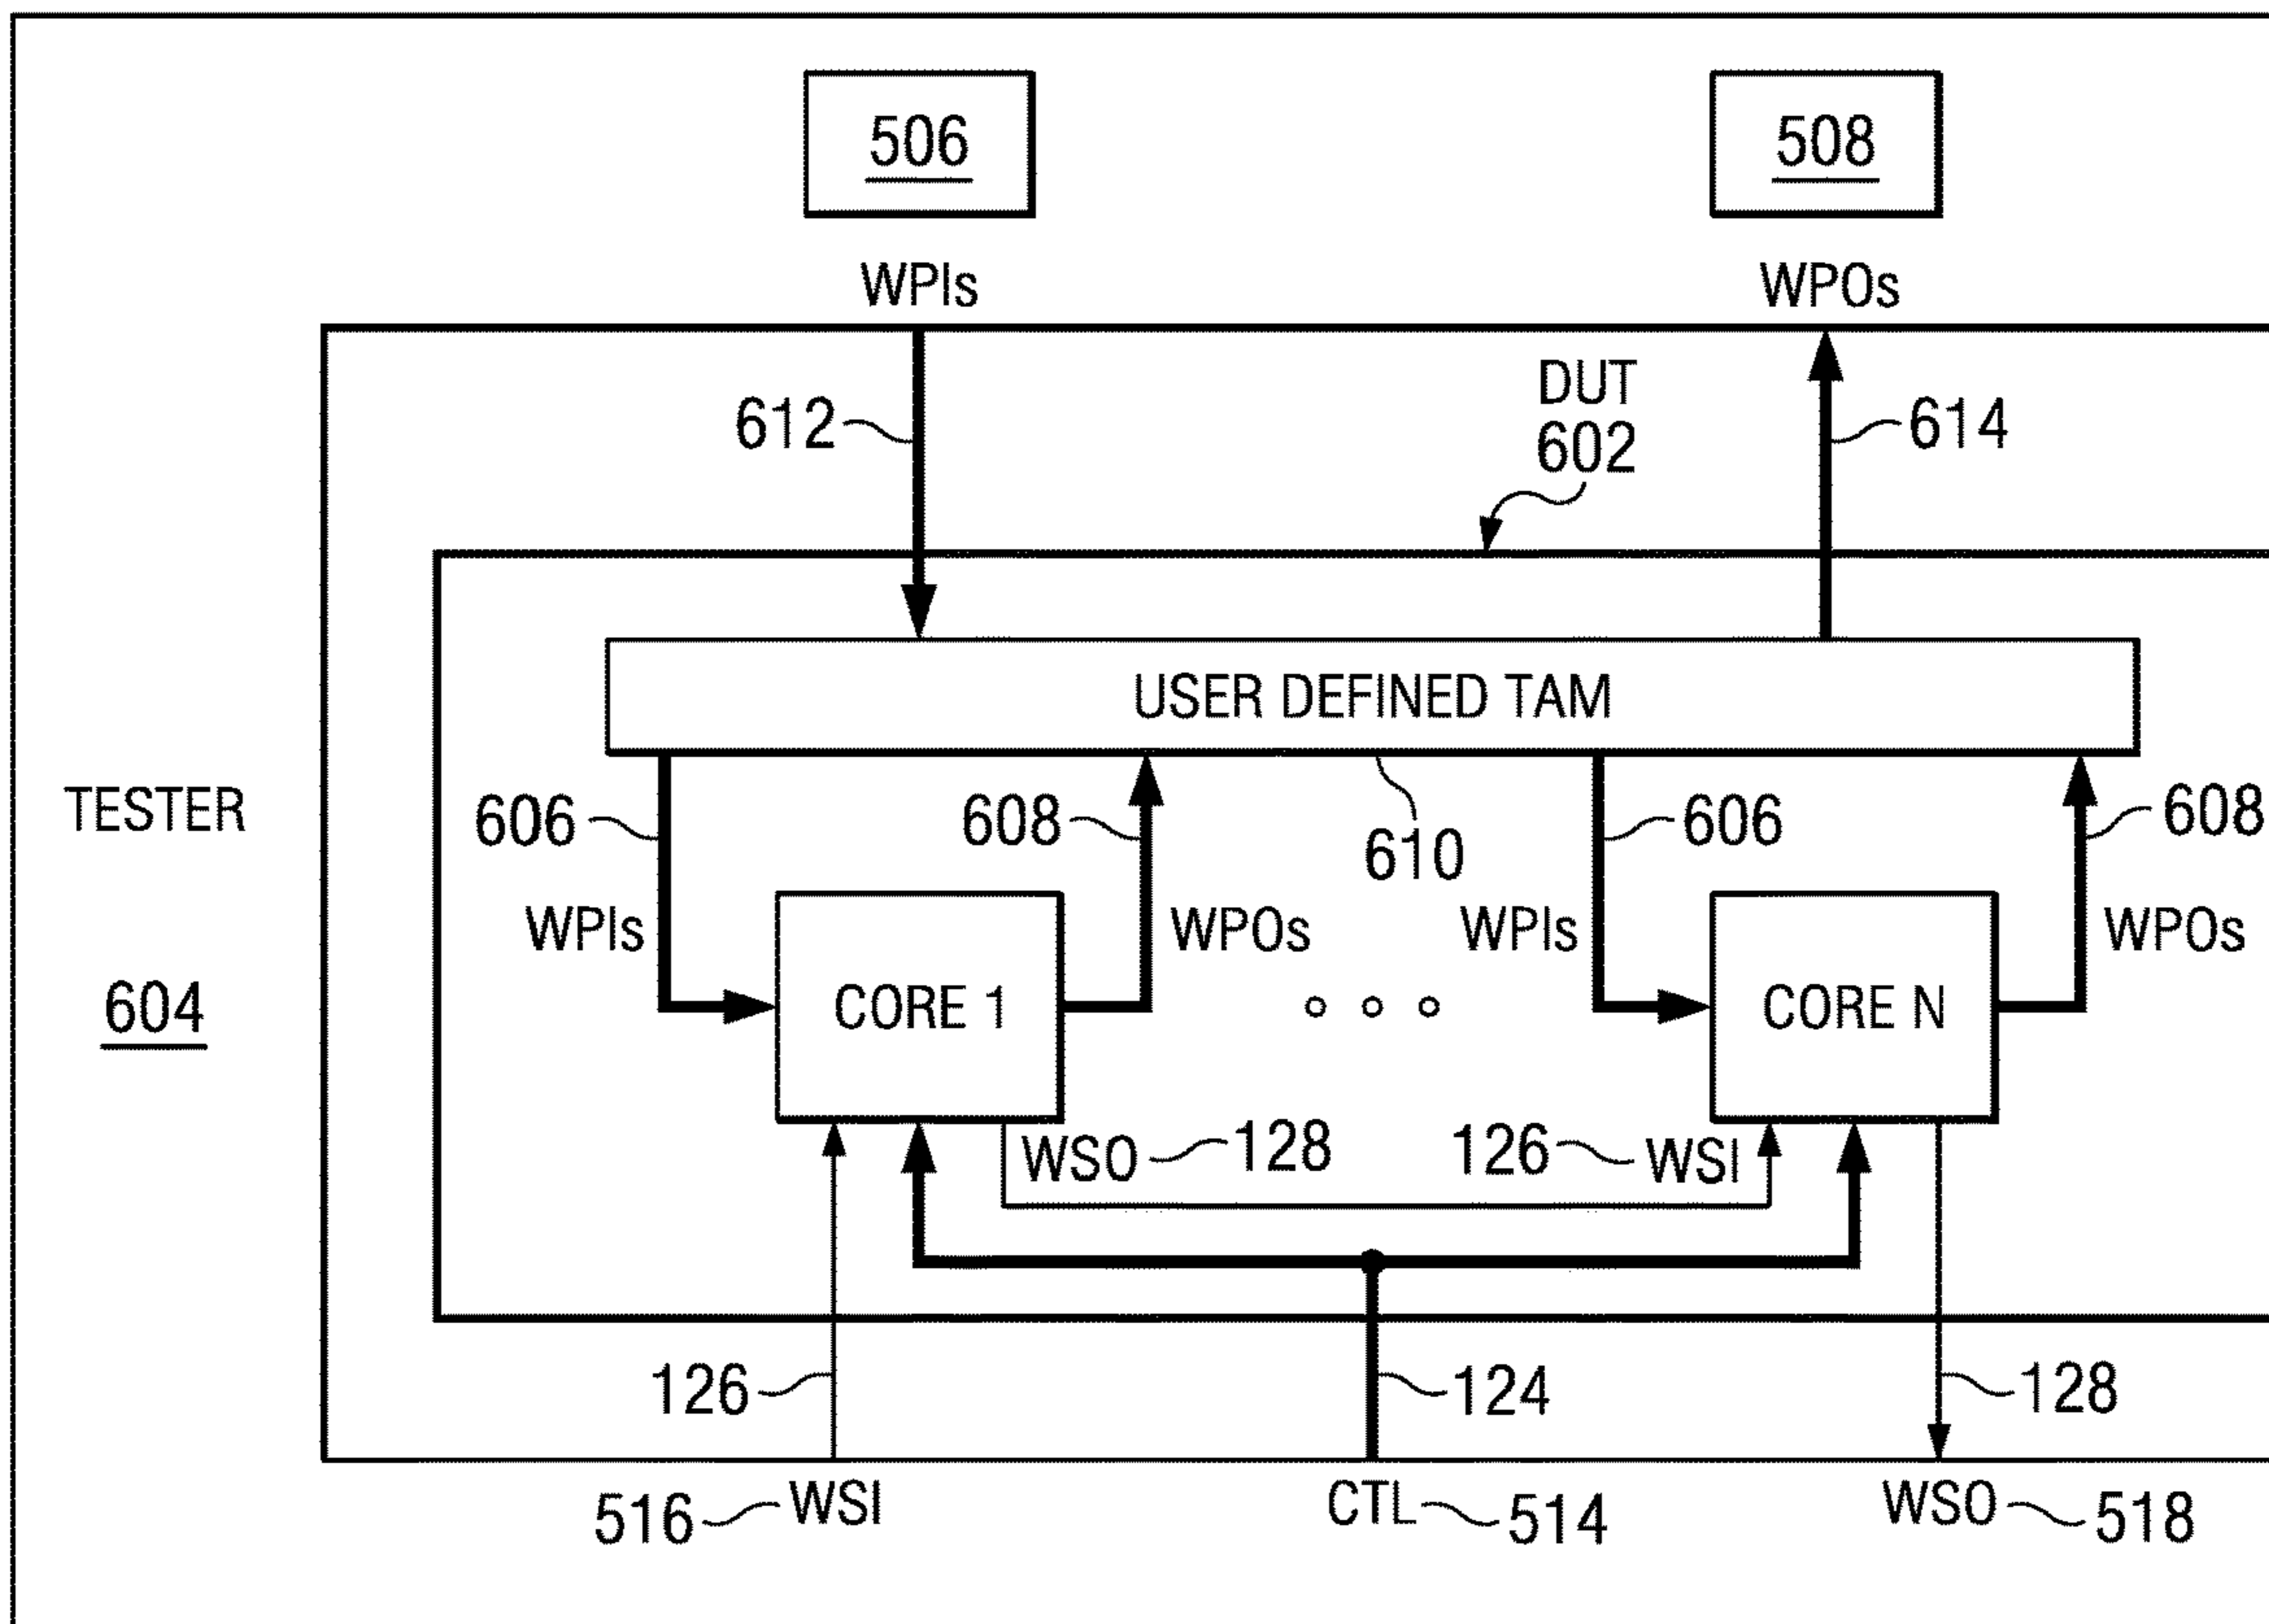 506
508
WPIs
WPOs
612
DUT
602
614
USER DEFINED TAM
TESTER
606
608
610
606
608
WPIs
WPOs
WPIs
WPOs
604
CORE 1
CORE N
WSO 128
126 WSI
126
124
128
516 WSI
CTL 514
WSO 518